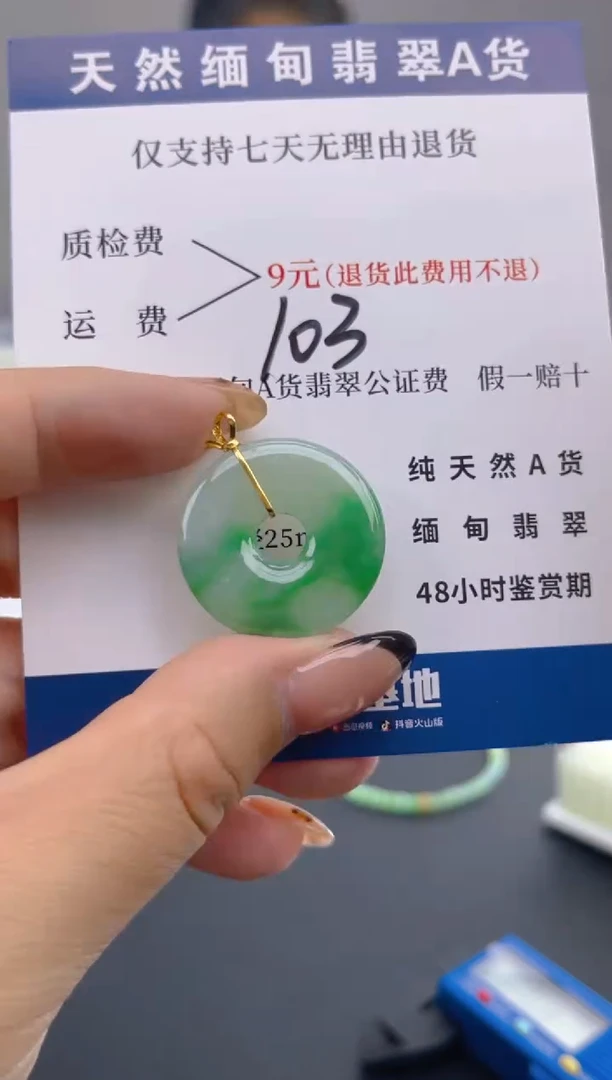 天然缅甸翡翠A货
仅支持七天无理由退货
质检费
9元(退货此费用不退)
运 费
103
A货翡翠公证费 假一赔十
纯天然A货
缅甸翡翠
25
48小时鉴赏期
基地
抖音火山版